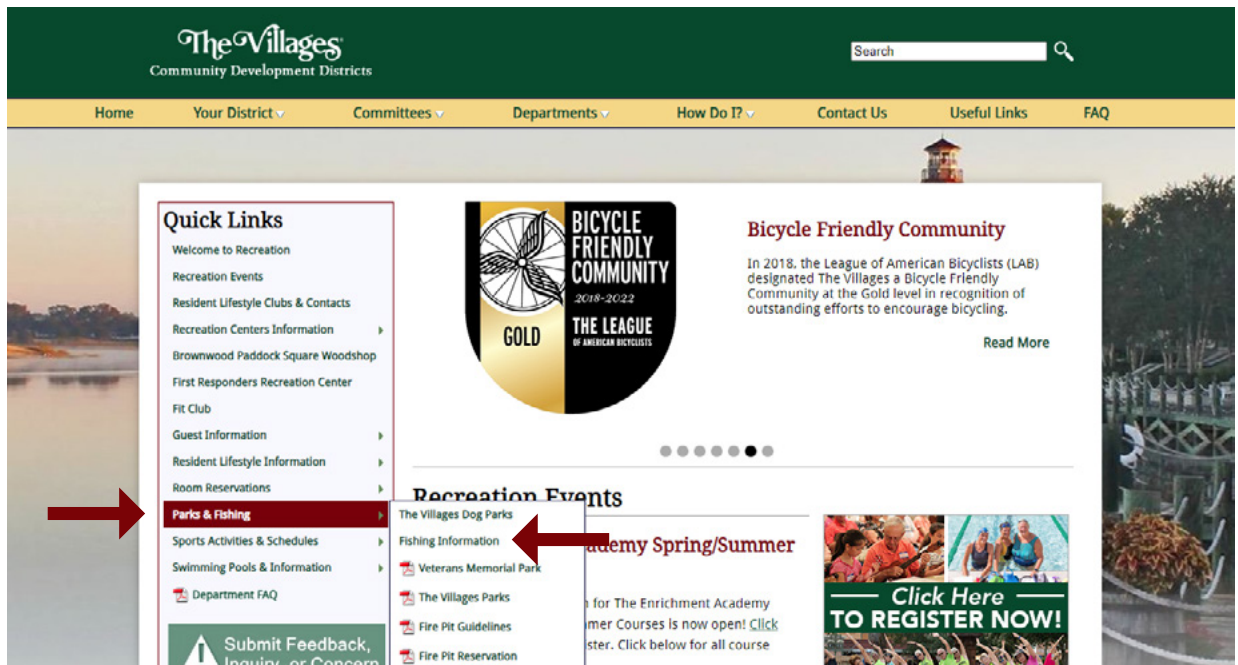 The Villages
Community Development Districts
Search
Home Your District Committees Departments How Do I? Contact Us Useful Links FAQ
Quick Links
Welcome to Recreation
Recreation Events
Resident Lifestyle Clubs & Contacts
Recreation Centers Information
Brownwood Paddock Square Woodshop
First Responders Recreation Center
Fit Club
Guest Information
Resident Lifestyle Information
Room Reservations
Parks & Fishing
Sports Activities & Schedules
Swimming Pools & Information
Department FAQ
Submit Feedback,
Inquiry, or Concern
The Villages Dog Parks
Fishing Information
Veterans Memorial Park
The Villages Parks
Fire Pit Guidelines
Fire Pit Reservation
BICYCLE
FRIENDLY
COMMUNITY
2018-2022
GOLD
THE LEAGUE
OF AMERICAN BICYCLISTS
Bicycle Friendly Community
In 2018, the League of American Bicyclists (LAB)
designated The Villages a Bicycle Friendly
Community at the Gold level in recognition of
outstanding efforts to encourage bicycling.
Read More
Recreation Events
ademy Spring/Summer
for The Enrichment Academy
mer Courses is now open! Click
ster. Click below for all course
Click Here
TO REGISTER NOW!